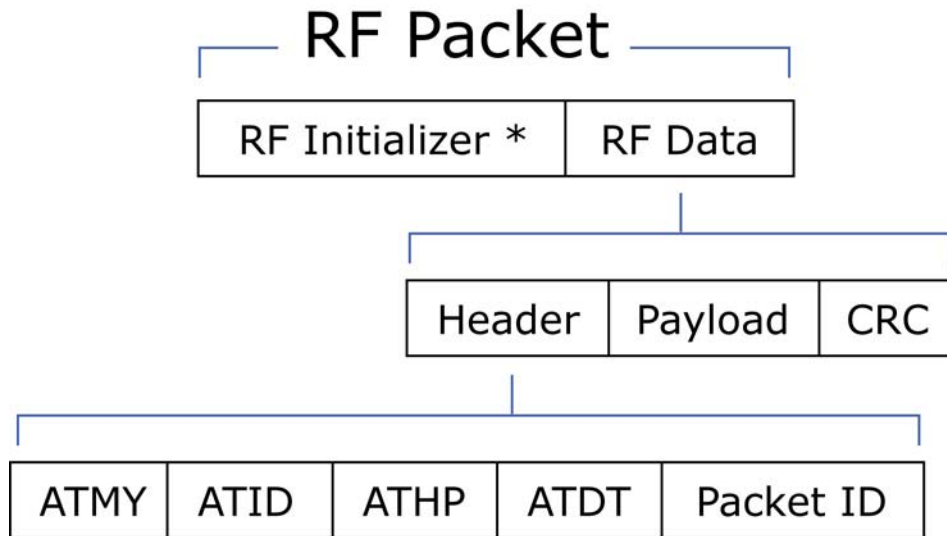 RF Packet
RF Initializer * RF Data
Header Payload CRC
ATMY ATID ATHP ATDT Packet ID